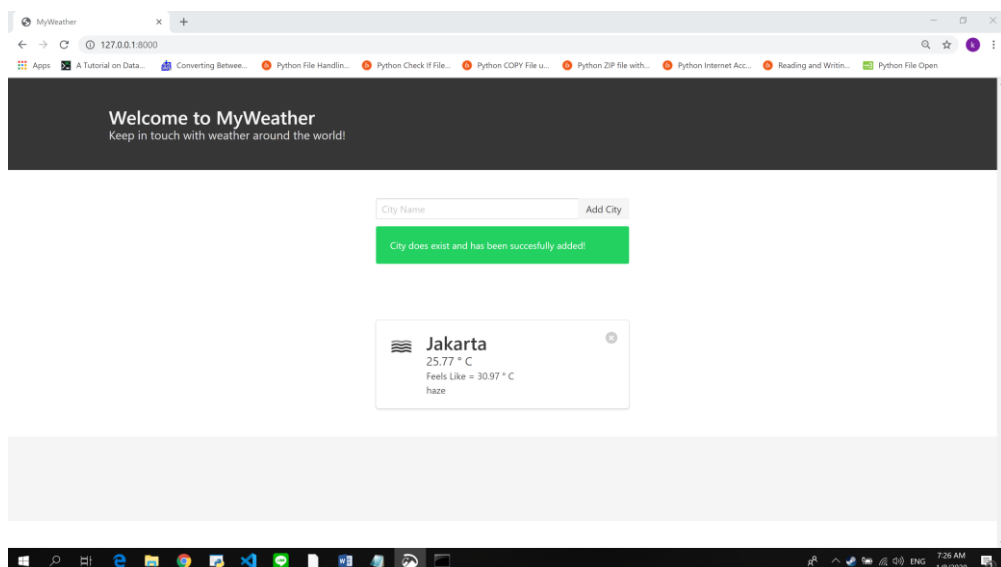 MyWeather
127.0.0.1:8000
Apps A Tutorial on Data... Converting Betwee... Python File Handlin... Python Check If File... Python COPY File u... Python ZIP file with... Python Internet Acc... Reading and Writin... Python File Open
Welcome to MyWeather
Keep in touch with weather around the world!
City Name Add City
City does exist and has been succesfully added!
Jakarta
25.77 ° C
Feels Like = 30.97 ° C
haze
ENG 7:26 AM